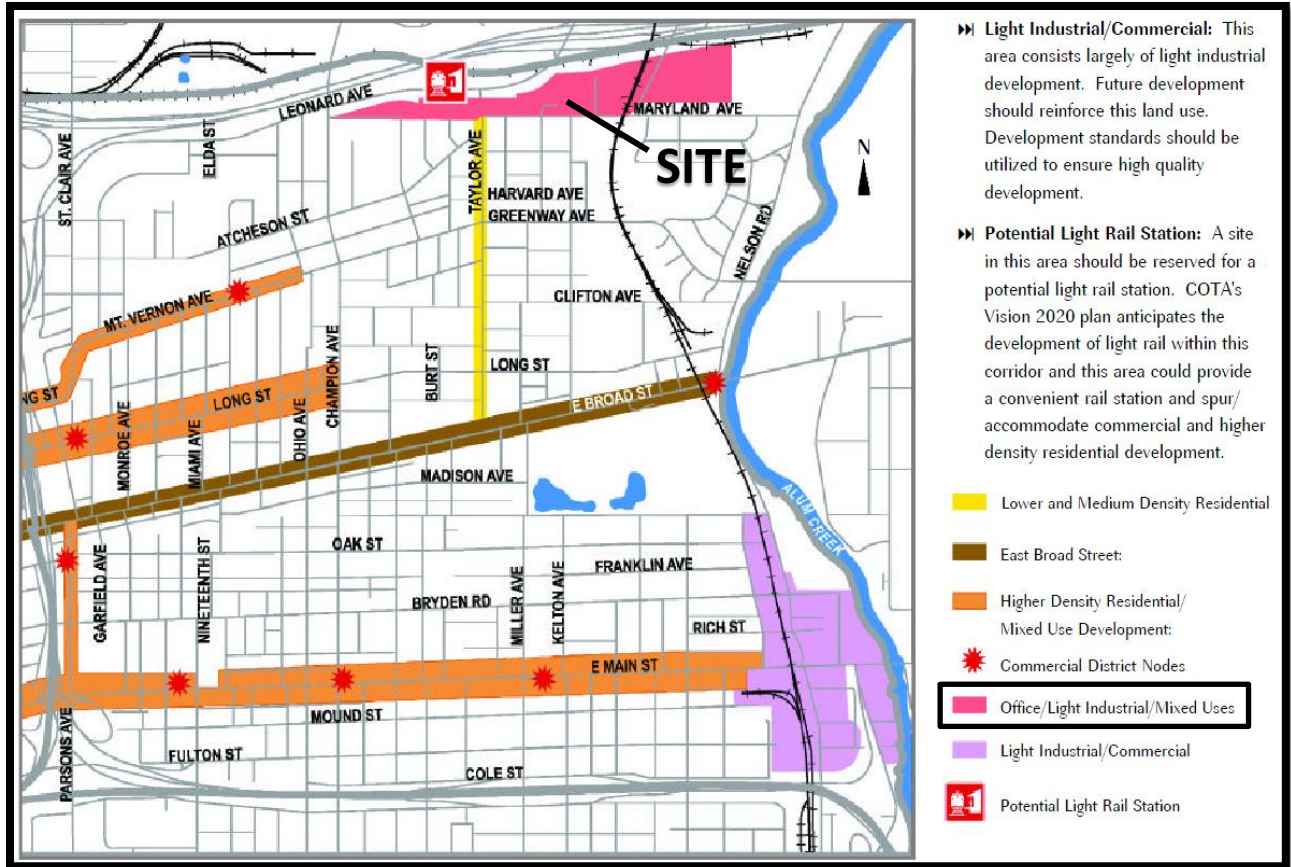 LEONARD AVE
MARYLAND AVE
SITE
N
ST. CLAIR AVE
ELDA ST
TAYLOR AVE
HARVARD AVE
GREENWAY AVE
ATCHESON ST
NELSON RD
CLIFTON AVE
MT. VERNON AVE
CHAMPION AVE
BURT ST
LONG ST
NG ST
LONG ST
E BROAD ST
MONROE AVE
MIAMI AVE
OHIO AVE
MADISON AVE
ALUM CREEK
OAK ST
FRANKLIN AVE
GARFIELD AVE
NINETEENTH ST
BRYDEN RD
MILLER AVE
KELTON AVE
RICH ST
E MAIN ST
MOUND ST
PARSONS AVE
FULTON ST
COLE ST
Light Industrial/Commercial: This
area consists largely of light industrial
development. Future development
should reinforce this land use.
Development standards should be
utilized to ensure high quality
development.
Potential Light Rail Station: A site
in this area should be reserved for a
potential light rail station. COTA's
Vision 2020 plan anticipates the
development of light rail within this
corridor and this area could provide
a convenient rail station and spur/
accommodate commercial and higher
density residential development.
Lower and Medium Density Residential
East Broad Street:
Higher Density Residential/
Mixed Use Development:
Commercial District Nodes
Office/Light Industrial/Mixed Uses
Light Industrial/Commercial
Potential Light Rail Station